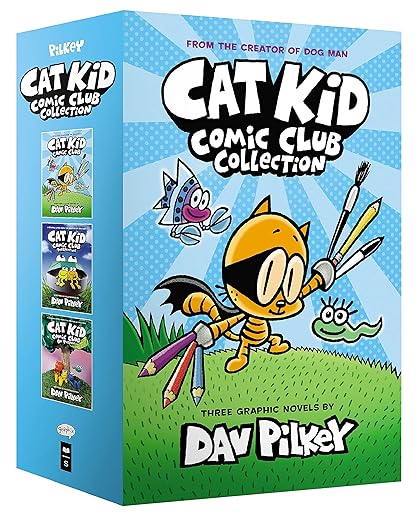 PILKEY
CAT KID
COMIC CLUB
COLLECTION
CAT KID
COMIC CLUB
DAV PILKEY
CAT KID
COMIC CLUB
DAV PILKEY
CAT KID
COMIC CLUB
DAV PILKEY
graphix
S
FROM THE CREATOR OF DOG MAN
CAT KID
COMIC CLUB
COLLECTION
THREE GRAPHIC NOVELS BY
DAV PILKEY